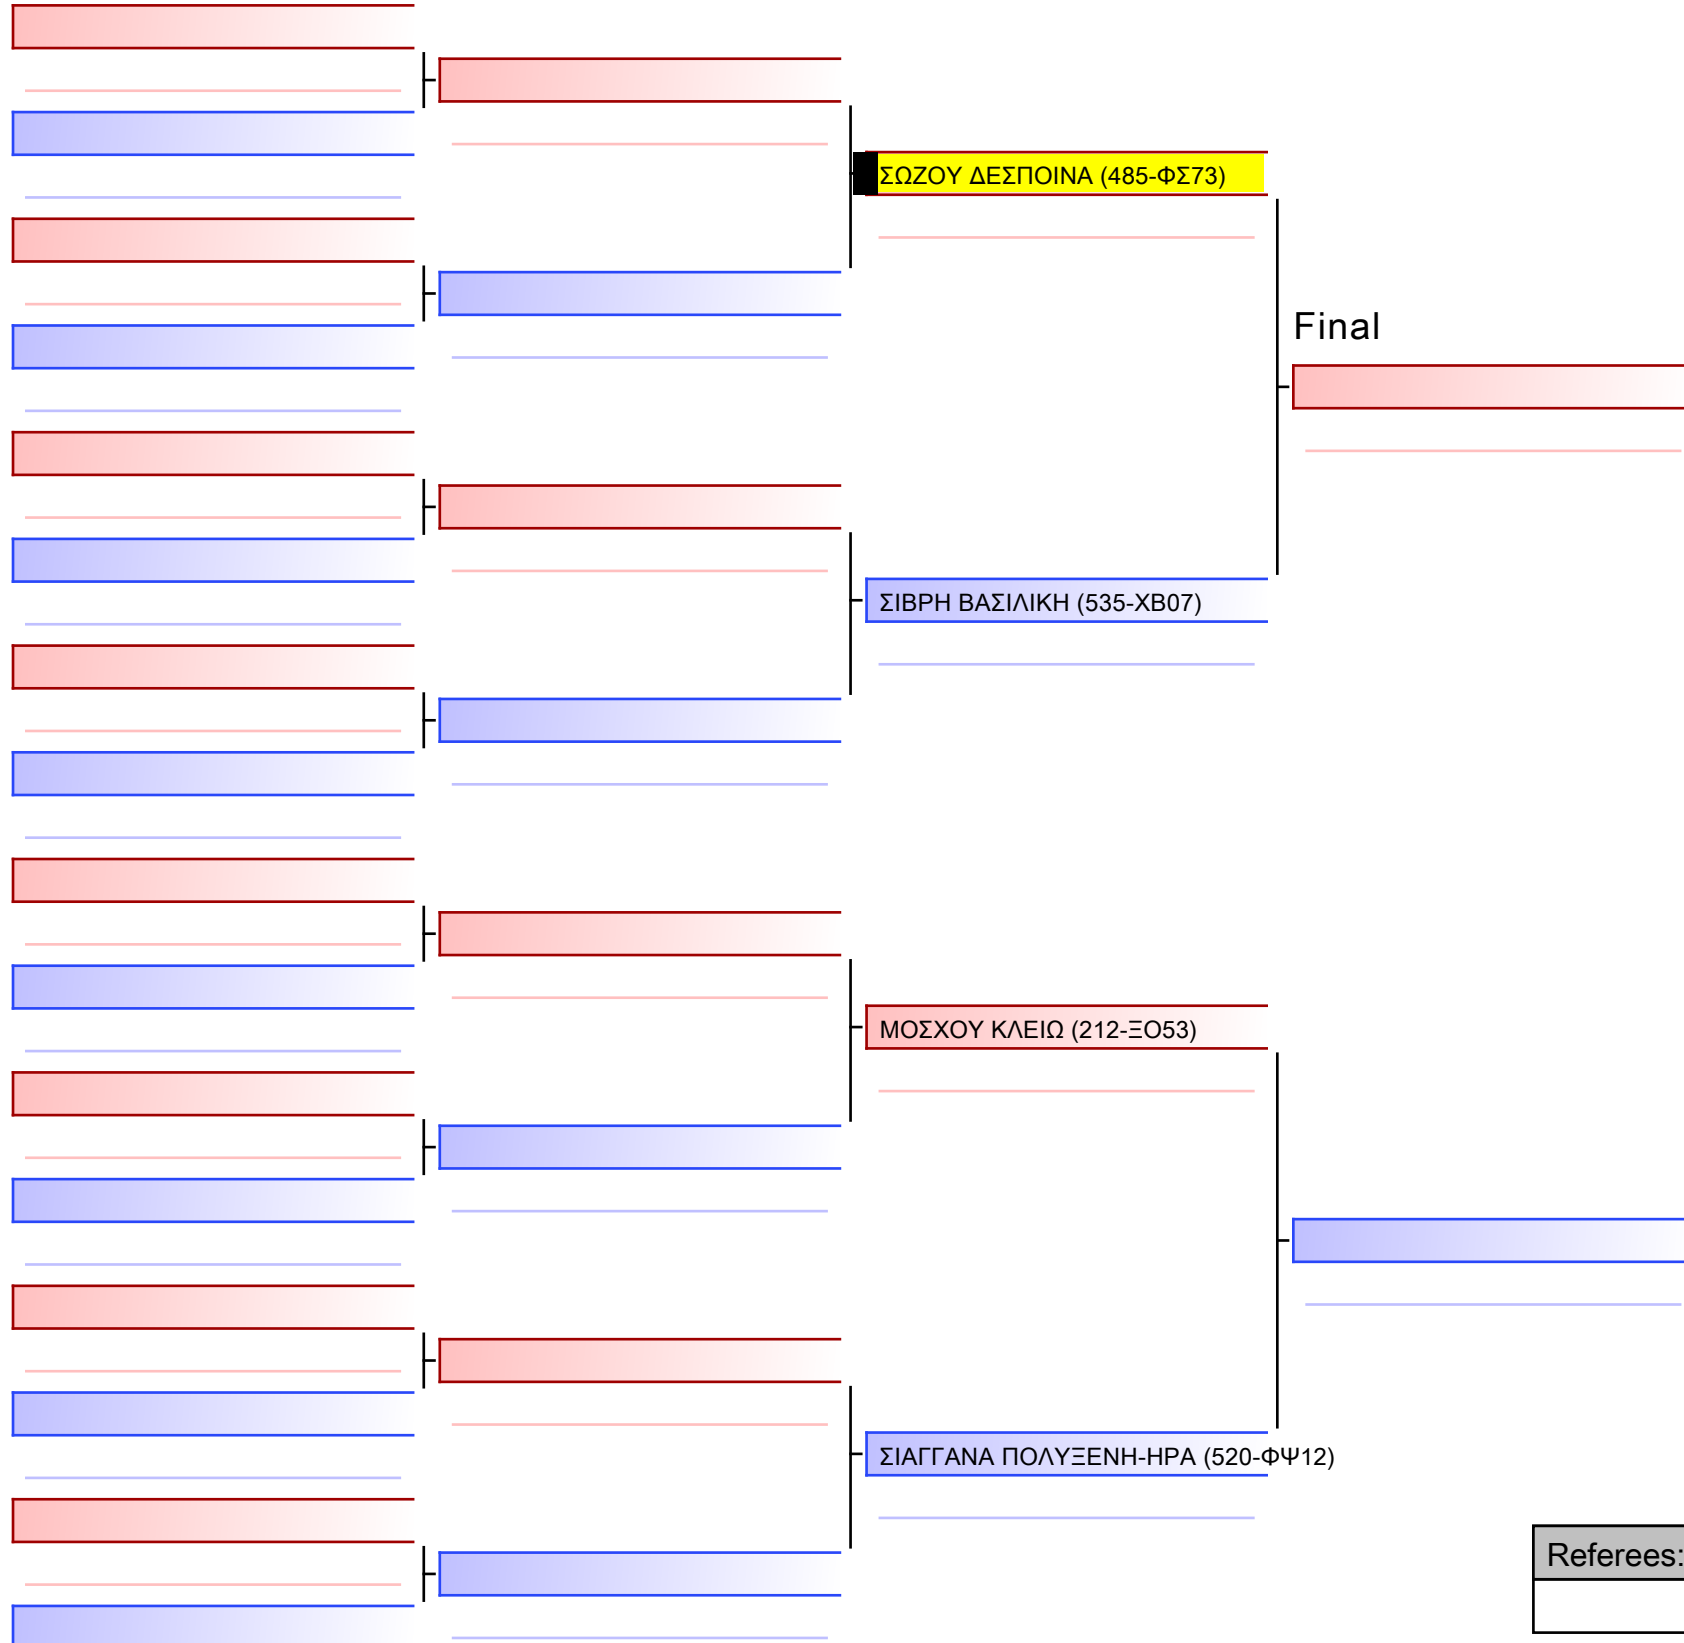 ΣΩΖΟΥ ΔΕΣΠΟΙΝΑ (485-ΦΣ73)
Final
ΣΙΒΡΗ ΒΑΣΙΛΙΚΗ (535-ΧΒ07)
ΜΟΣΧΟΥ ΚΛΕΙΩ (212-ΞΟ53)
ΣΙΑΓΓΑΝΑ ΠΟΛΥΞΕΝΗ-ΗΡΑ (520-ΦΨ12)
Referees: